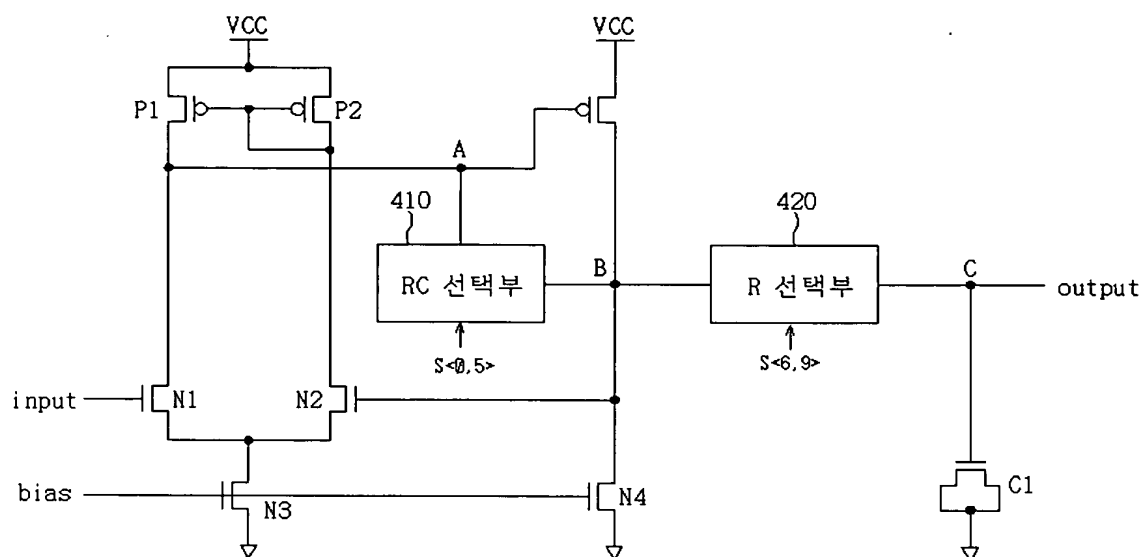 VCC
VCC
P1
P2
A
410
420
RC 선택부
B
R 선택부
C
output
S<0,5>
S<6,9>
input
N1
N2
bias
N3
N4
C1